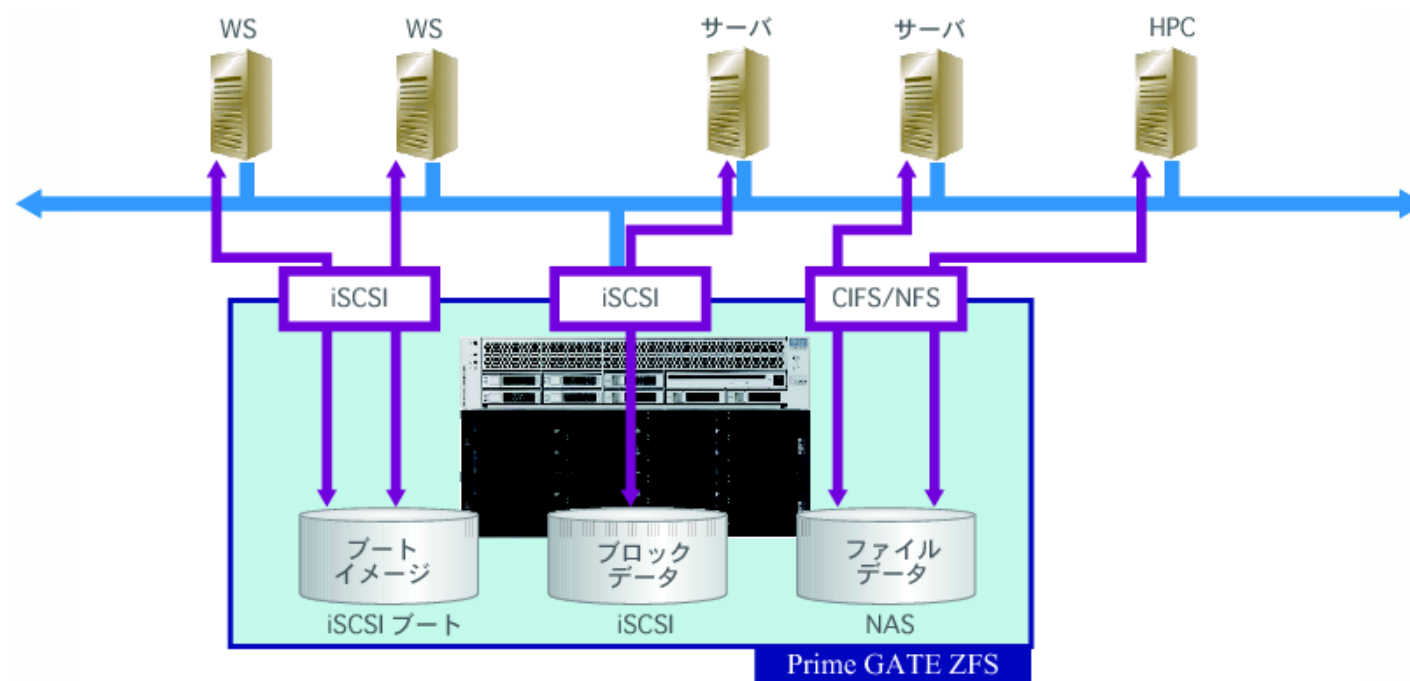 WS
WS
サーバ
サーバ
HPC
iSCSI
iSCSI
CIFS/NFS
ブート
イメージ
ブロック
データ
ファイル
データ
iSCSI ブート
iSCSI
NAS
Prime GATE ZFS